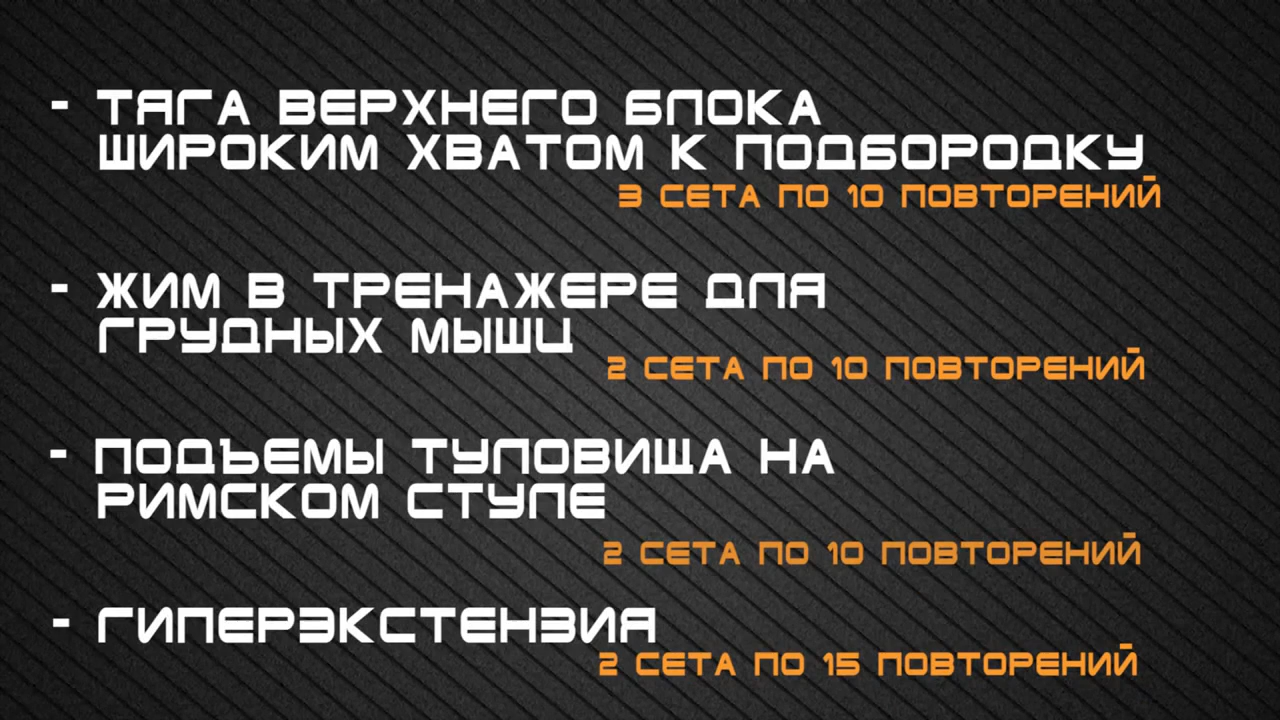 - ТЯГА ВЕРХНЕГО БЛОКА
ШИРОКИМ ХВАТОМ К ПОДБОРОДКУ
3 СЕТА ПО 10 ПОВТОРЕНИЙ
- ЖИМ В ТРЕНАЖЕРЕ ДЛЯ
ГРУДНЫХ МЫШЦ
2 СЕТА ПО 10 ПОВТОРЕНИЙ
- ПОДЪЕМЫ ТУЛОВИЩА НА
РИМСКОМ СТУЛЕ
2 СЕТА ПО 10 ПОВТОРЕНИЙ
- ГИПЕРЭКСТЕНЗИЯ
2 СЕТА ПО 15 ПОВТОРЕНИЙ